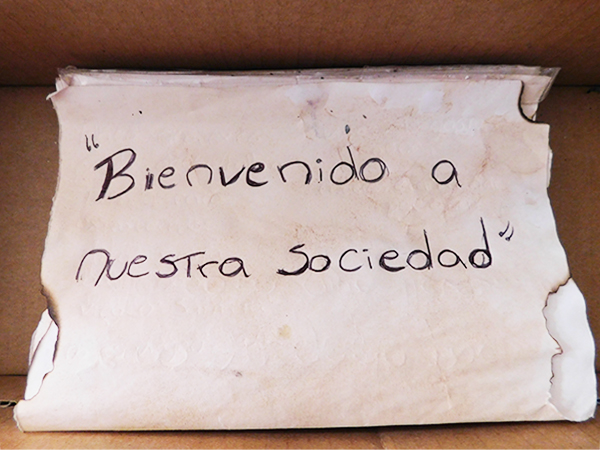 "Bienvenido a
nuestra sociedad"